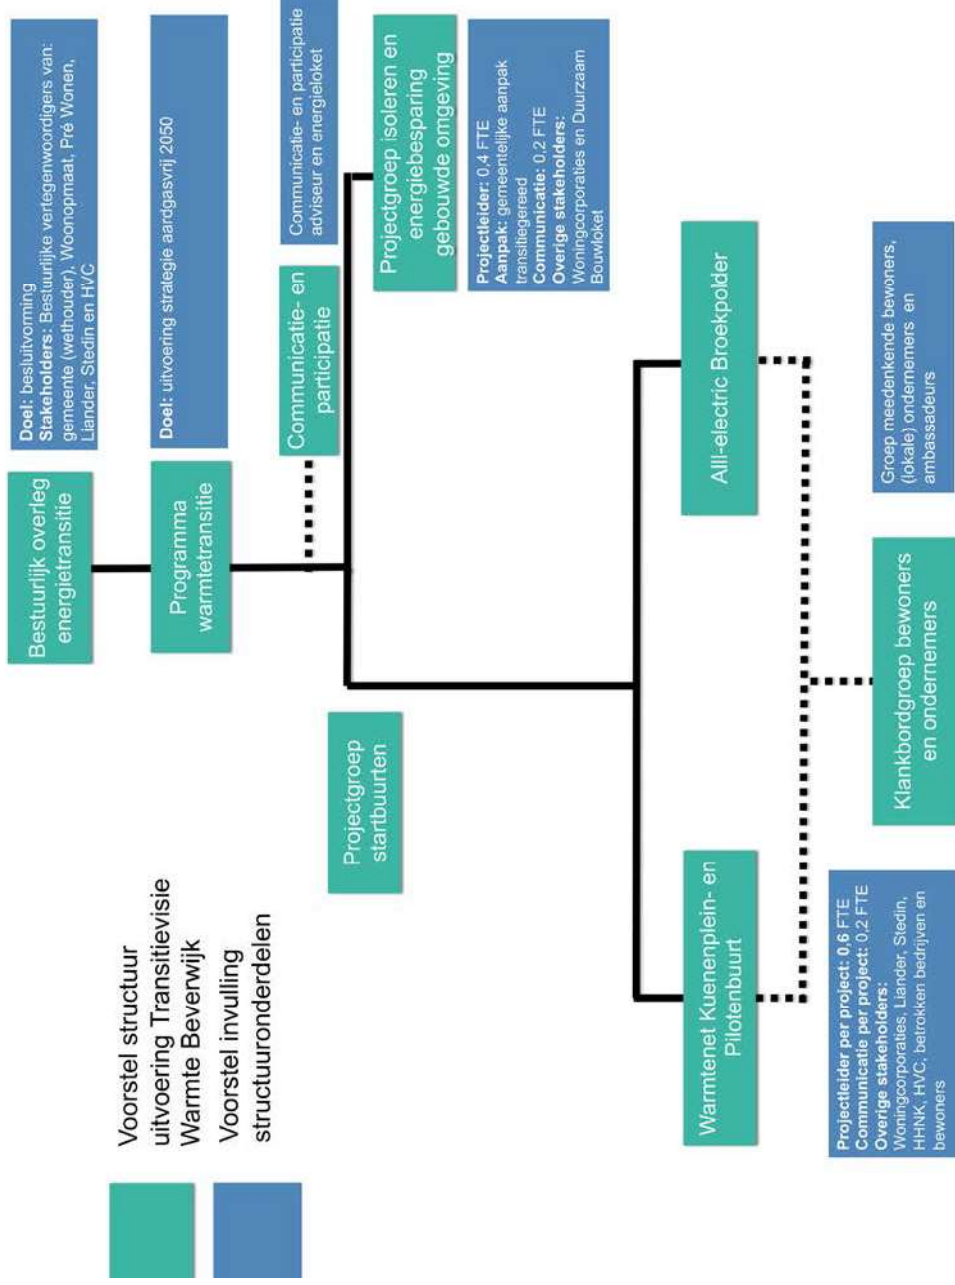 Voorstel structuur
uitvoering Transitievisie
Warmte Beverwijk
Voorstel invulling
structuuronderdelen
Bestuurlijk overleg
energietransitie
Doel: besluitvorming
Stakeholders: Bestuurlijke vertegenwoordigers van:
gemeente (wethouder), Woonopmaat, Pré Wonen,
Liander, Stedin en HVC
Programma
warmtetransitie
Doel: uitvoering strategie aardgasvrij 2050
Communicatie- en
participatie
Communicatie- en participatie
adviseur en energieloket
Projectgroep
startbuurten
Projectgroep isoleren en
energiebesparing
gebouwde omgeving
Projectleider: 0,4 FTE
Aanpak: gemeentelijke aanpak
transitiegereed
Communicatie: 0,2 FTE
Overige stakeholders:
Woningcorporaties en Duurzaam
Bouwloket
Warmtenet Kuenenplein- en
Pilotenbuurt
Alll-electric Broekpolder
Projectleider per project: 0,6 FTE
Communicatie per project: 0,2 FTE
Overige stakeholders:
Woningcorporaties, Liander, Stedin,
HHNK, HVC, betrokken bedrijven en
bewoners
Klankbordgroep bewoners
en ondernemers
Groep meedenkende bewoners,
(lokale) ondernemers en
ambassadeurs